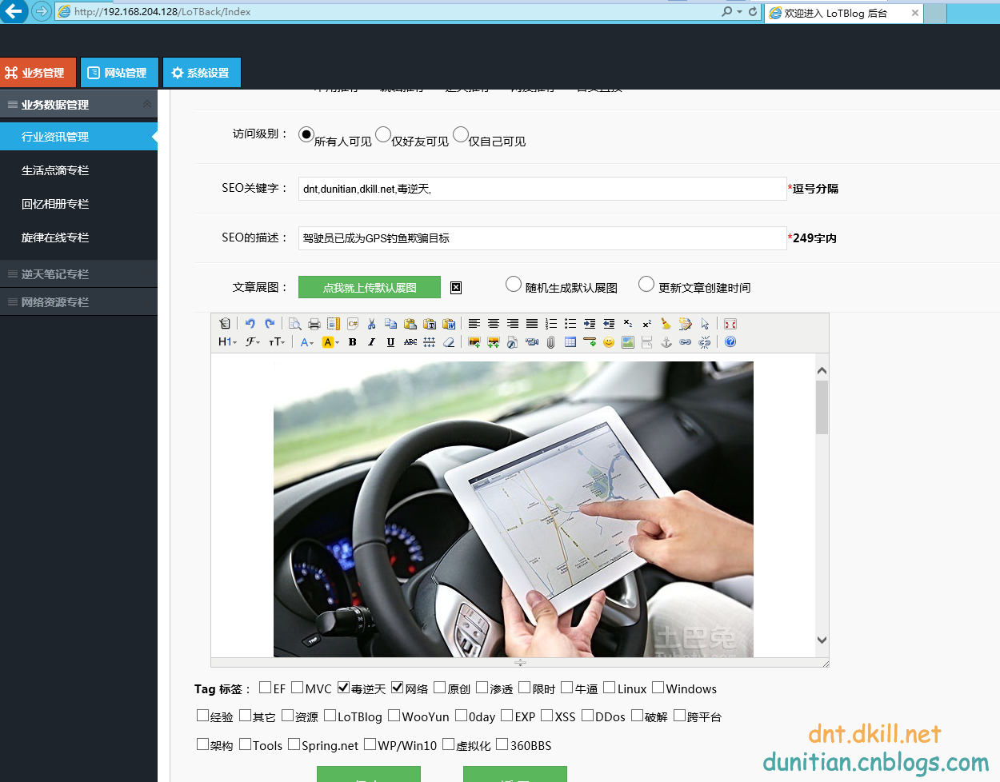 http://192.168.204.128/LoTBack/Index
欢迎进入 LoTBlog 后台
业务管理
网站管理
系统设置
业务数据管理
行业资讯管理
生活点滴专栏
回忆相册专栏
旋律在线专栏
逆天笔记专栏
网络资源专栏
访问级别：
所有人可见 仅好友可见 仅自己可见
SEO关键字： dnt,dunitian,dkill.net,毒逆天, *逗号分隔
SEO的描述： 驾驶员已成为GPS钓鱼欺骗目标 *249字内
文章展图： 点我就上传默认展图 随机生成默认展图 更新文章创建时间
H1 F TT A A B I U ABC
土巴兔
Tag 标签： EF MVC 毒逆天 网络 原创 渗透 限时 牛逼 Linux Windows
经验 其它 资源 LoTBlog WooYun 0day EXP XSS DDos 破解 跨平台
架构 Tools Spring.net WP/Win10 虚拟化 360BBS
dnt.dkill.net
dunitian.cnblogs.com